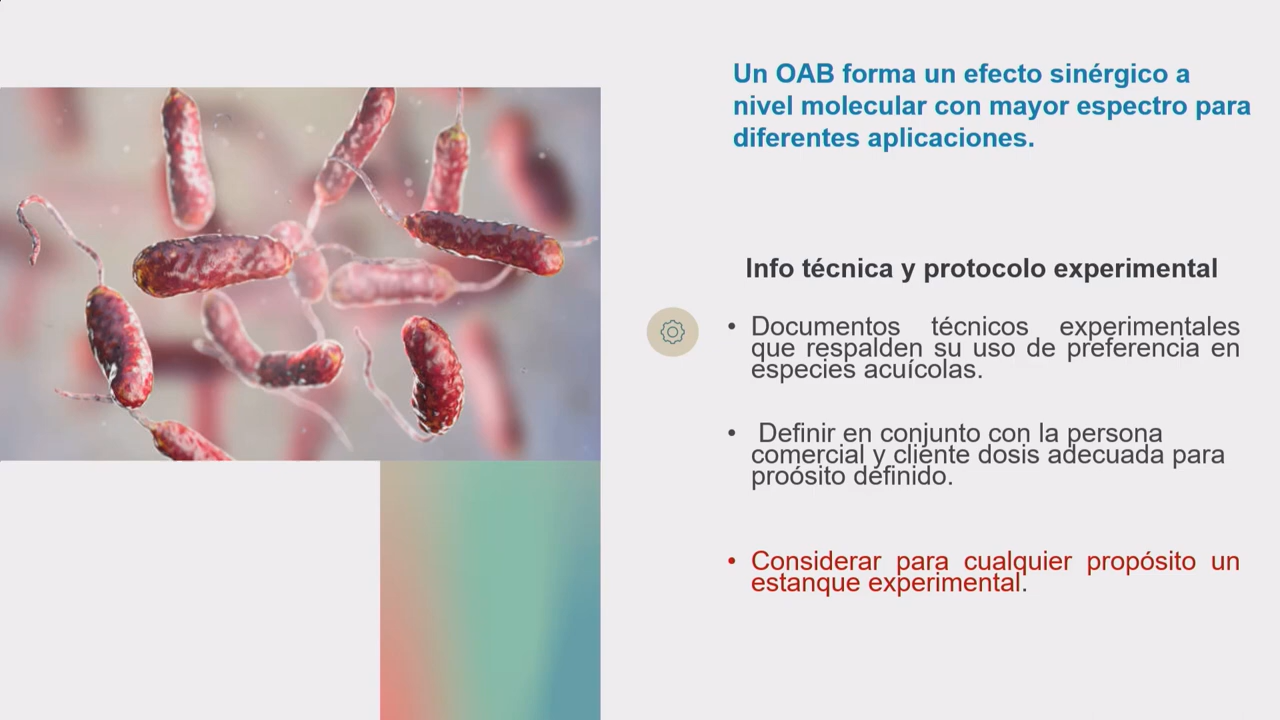 Un OAB forma un efecto sinérgico a
nivel molecular con mayor espectro para
diferentes aplicaciones.
Info técnica y protocolo experimental
• Documentos técnicos experimentales
que respalden su uso de preferencia en
especies acuícolas.
• Definir en conjunto con la persona
comercial y cliente dosis adecuada para
proósito definido.
• Considerar para cualquier propósito un
estanque experimental.